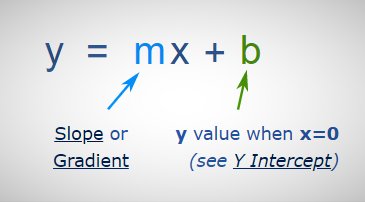 y = mx + b
Slope or
Gradient
y value when x=0
(see Y Intercept)